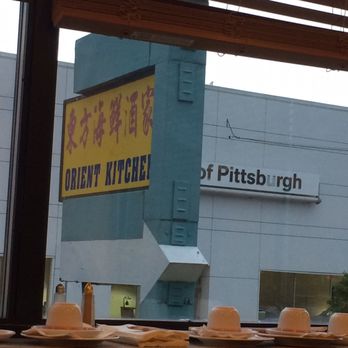 東方海鮮酒家
ORIENT KITCHEN
of Pittsburgh